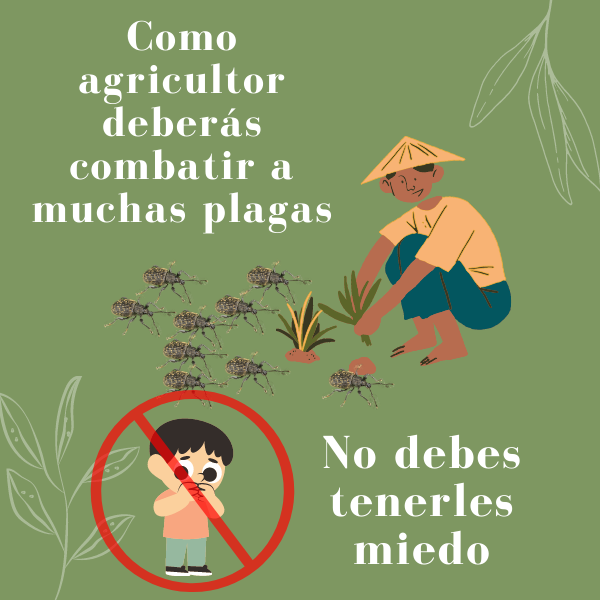 Como
agricultor
deberás
combatir a
muchas plagas
No debes
tenerles
miedo